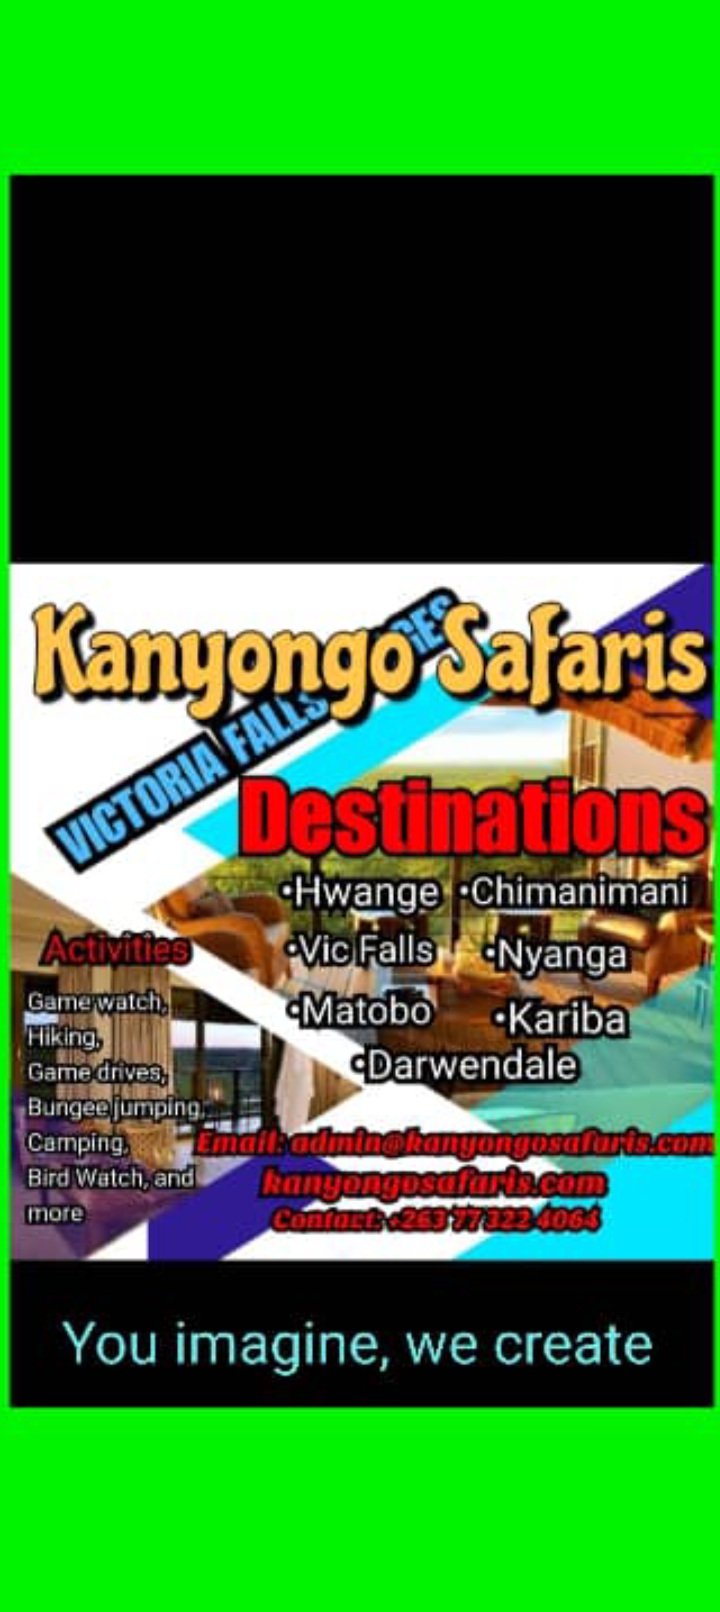 Kanyongo Safaris
VICTORIA FALLS
Destinations
•Hwange •Chimanimani
•Vic Falls •Nyanga
•Matobo •Kariba
•Darwendale
Activities
Game watch,
Hiking,
Game drives,
Bungee jumping,
Camping,
Bird Watch, and
more
Email: admin@kanyongosafaris.com
kanyongosafaris.com
Contact: +263 77 322 4064
You imagine, we create